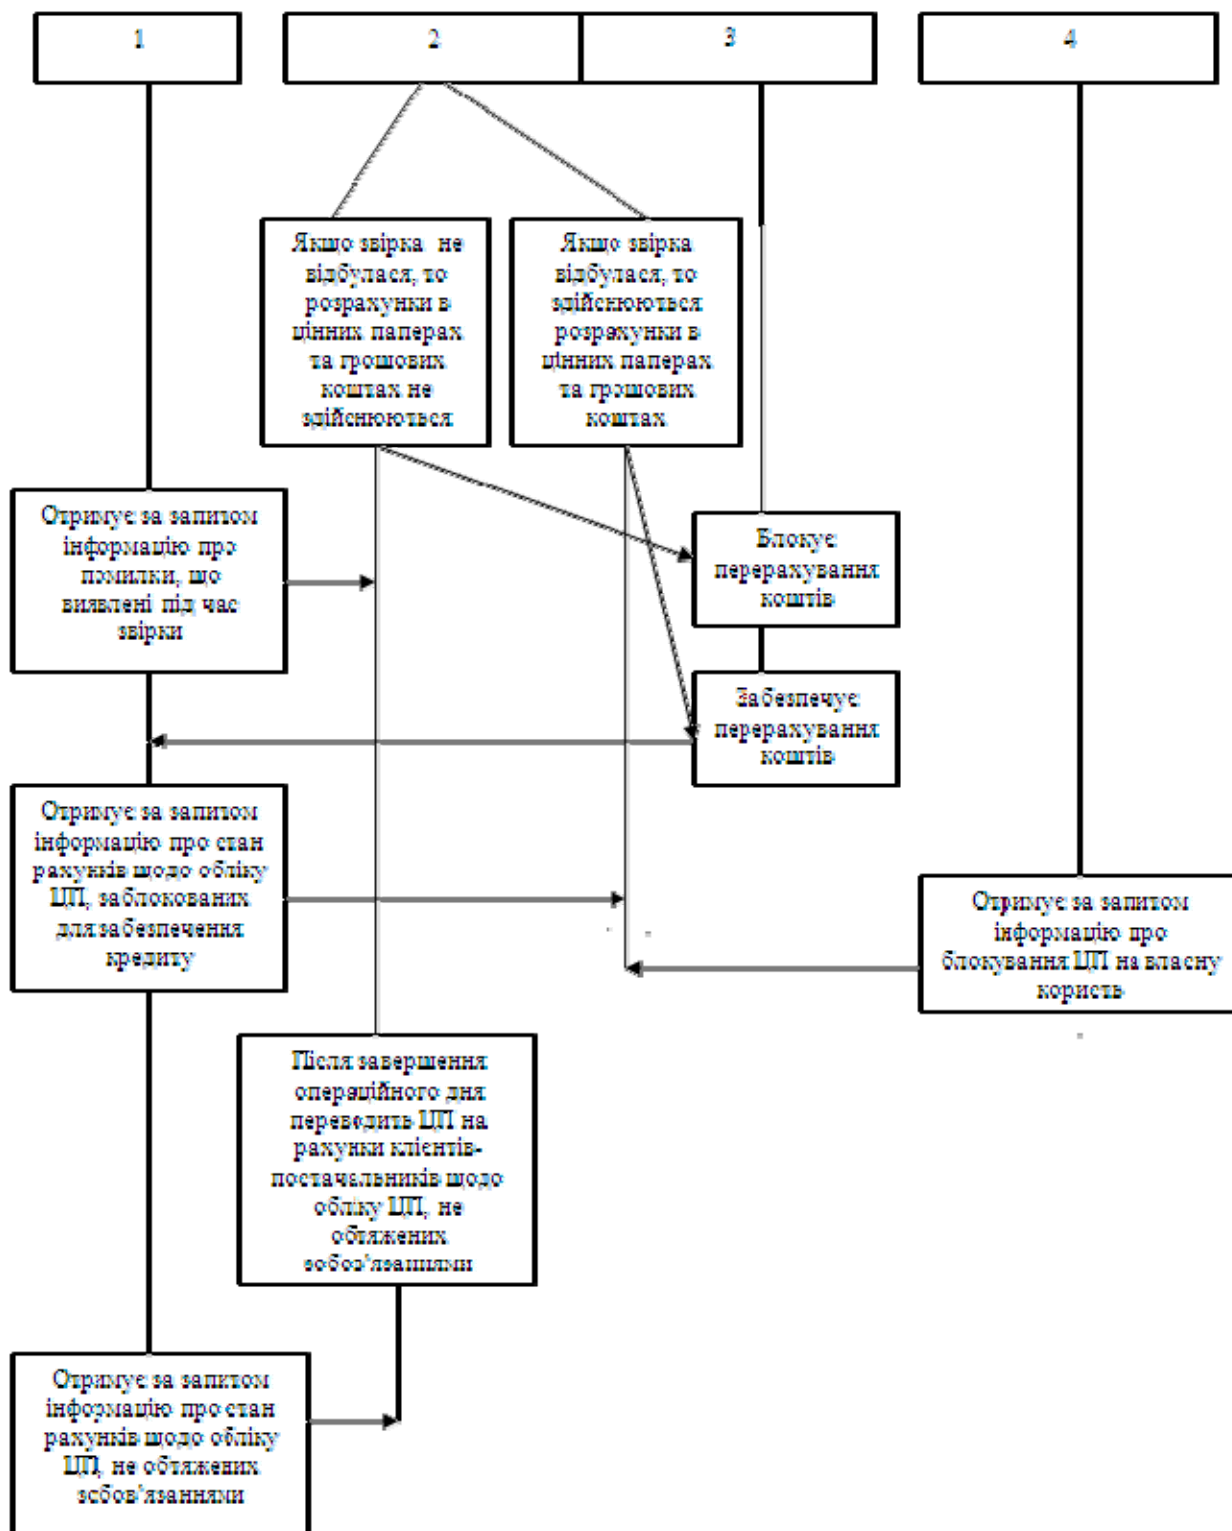 1
2
3
4
Якщо звірка не
відбулася, то
розрахунки в
цінних паперах
та грошових
коштах не
здійснюються
Якщо звірка
відбулася, то
здійснюються
розрахунки в
цінних паперах
та грошових
коштах
Отримує за запитом
інформацію про
помилки, що
виявлені під час
звірки
Блокує
перерахування
коштів
Забезпечує
перерахування
коштів
Отримує за запитом
інформацію про стан
рахунків щодо обліку
ЦП, заблокованих
для забезпечення
кредиту
Отримує за запитом
інформацію про
блокування ЦП на власну
користь
Після завершення
операційного дня
переводить ЦП на
рахунки клієнтів-
постачальників щодо
обліку ЦП, не
обтяжених
зобов’язаннями
Отримує за запитом
інформацію про стан
рахунків щодо обліку
ЦП, не обтяжених
зобов’язаннями